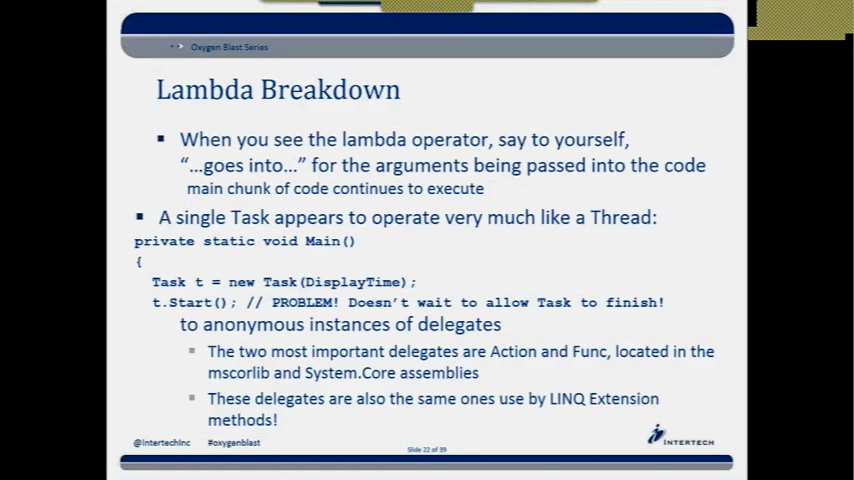 Oxygen Blast Series
Lambda Breakdown
When you see the lambda operator, say to yourself,
“…goes into…” for the arguments being passed into the code
main chunk of code continues to execute
A single Task appears to operate very much like a Thread:
private static void Main()
{
Task t = new Task(DisplayTime);
t.Start(); // PROBLEM! Doesn’t wait to allow Task to finish!
to anonymous instances of delegates
The two most important delegates are Action and Func, located in the
mscorlib and System.Core assemblies
These delegates are also the same ones use by LINQ Extension
methods!
@IntertechInc #oxygenblast
Slide 22 of 39
INTERTECH